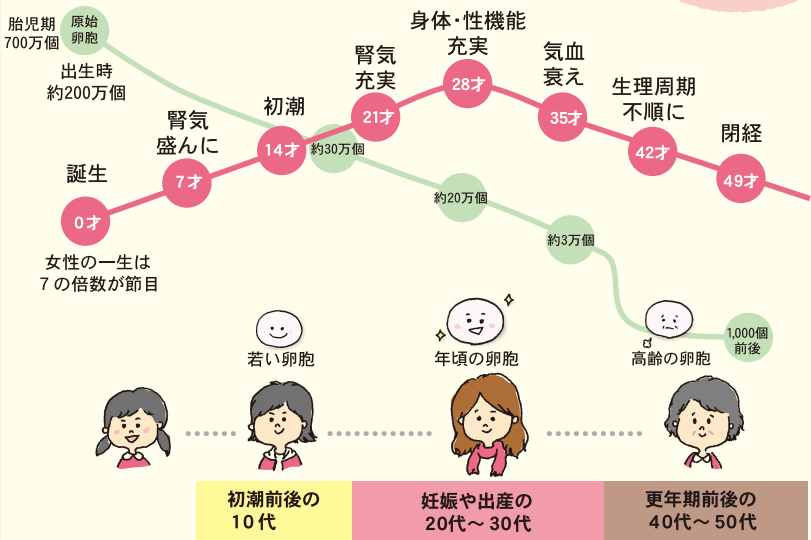 胎児期
700万個
原始
卵胞
出生時
約200万個
誕生
0才
腎気
盛んに
7才
初潮
14才
約30万個
腎気
充実
21才
身体・性機能
充実
28才
約20万個
気血
衰え
35才
約3万個
生理周期
不順に
42才
閉経
49才
1,000個
前後
女性の一生は
7の倍数が節目
若い卵胞
年頃の卵胞
高齢の卵胞
初潮前後の
10代
妊娠や出産の
20代〜30代
更年期前後の
40代〜50代